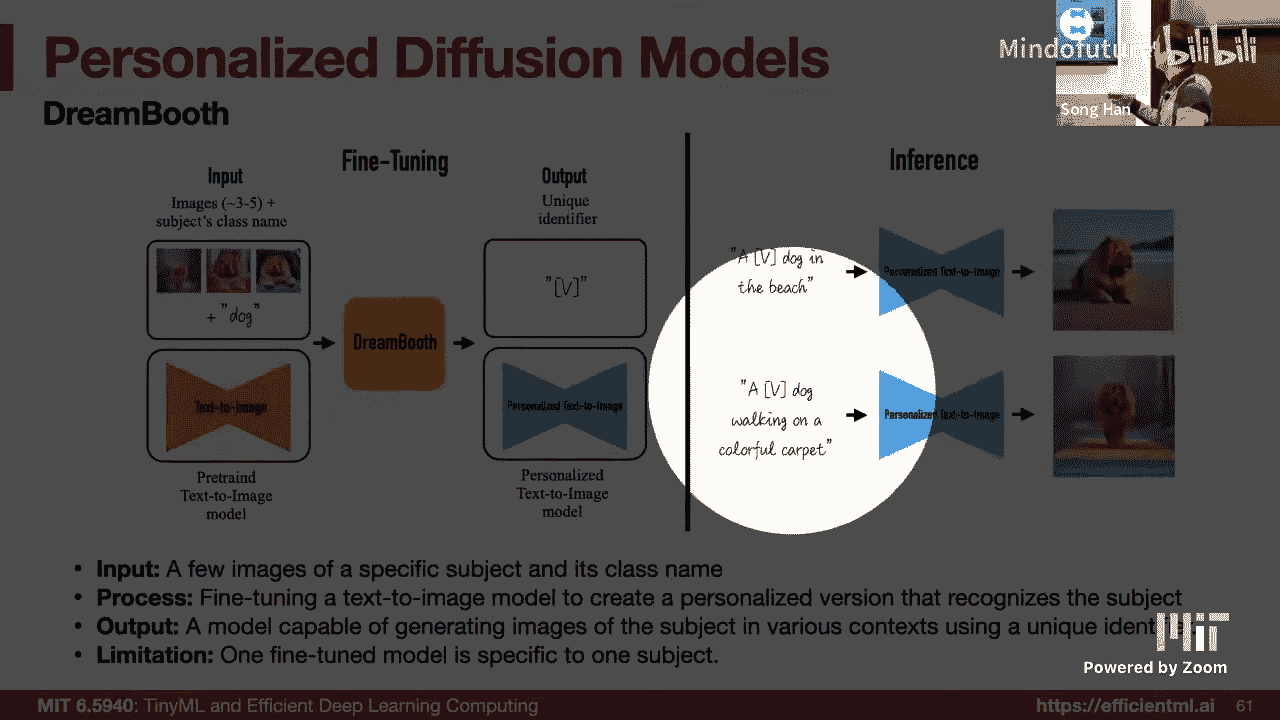 Personalized Diffusion Models
Mindofuture
bilibili
Song Han
DreamBooth
Fine-Tuning
Input
Images (~3-5) +
subject's class name
+ "dog"
Text-to-Image
Pretraind
Text-to-Image
model
DreamBooth
Output
Unique
identifier
"[V]"
Personalized Text-to-Image
Personalized
Text-to-Image
model
Inference
"A [V] dog in
the beach"
Personalized Text-to-Image
"A [V] dog
walking on a
colorful carpet"
Personalized Text-to-Image
• Input: A few images of a specific subject and its class name
• Process: Fine-tuning a text-to-image model to create a personalized version that recognizes the subject
• Output: A model capable of generating images of the subject in various contexts using a unique
• Limitation: One fine-tuned model is specific to one subject.
MIT
Powered by Zoom
MIT 6.5940: TinyML and Efficient Deep Learning Computing
https://efficientml.ai
61